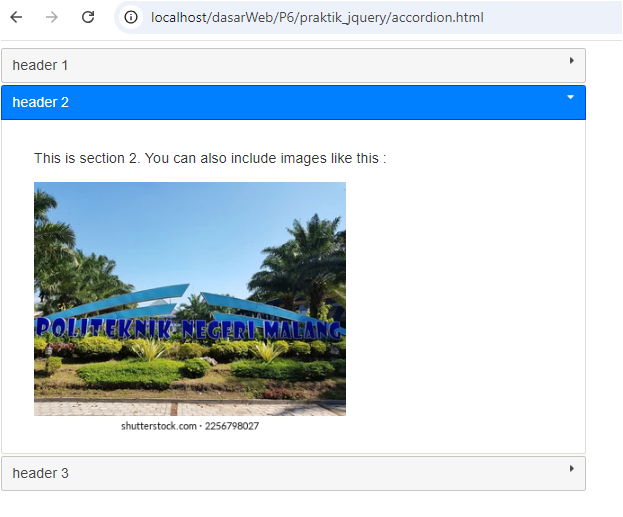 localhost/dasarWeb/P6/praktik_jquery/accordion.html
header 1
header 2
This is section 2. You can also include images like this :
POLITEKNIK NEGERI MALANG
shutterstock.com · 2256798027
header 3